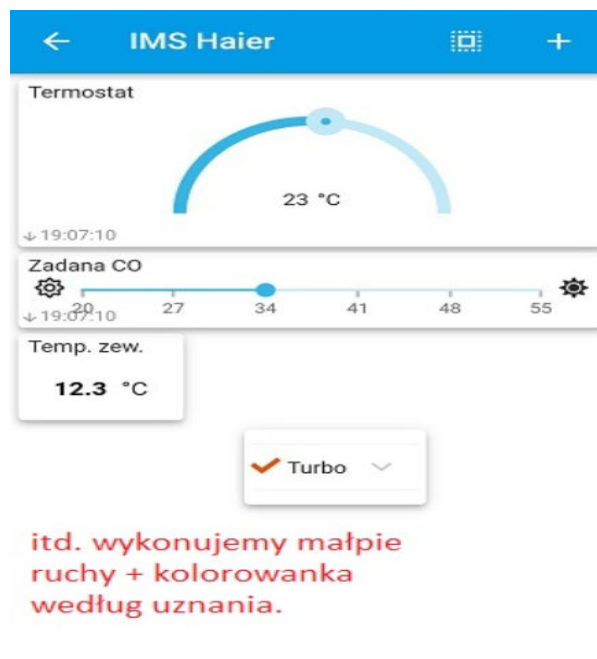 IMS Haier
Termostat
23 °C
19:07:10
Zadana CO
20 27 34 41 48 55
19:07:10
Temp. zew.
12.3 °C
Turbo
itd. wykonujemy małpie
ruchy + kolorowanka
według uznania.